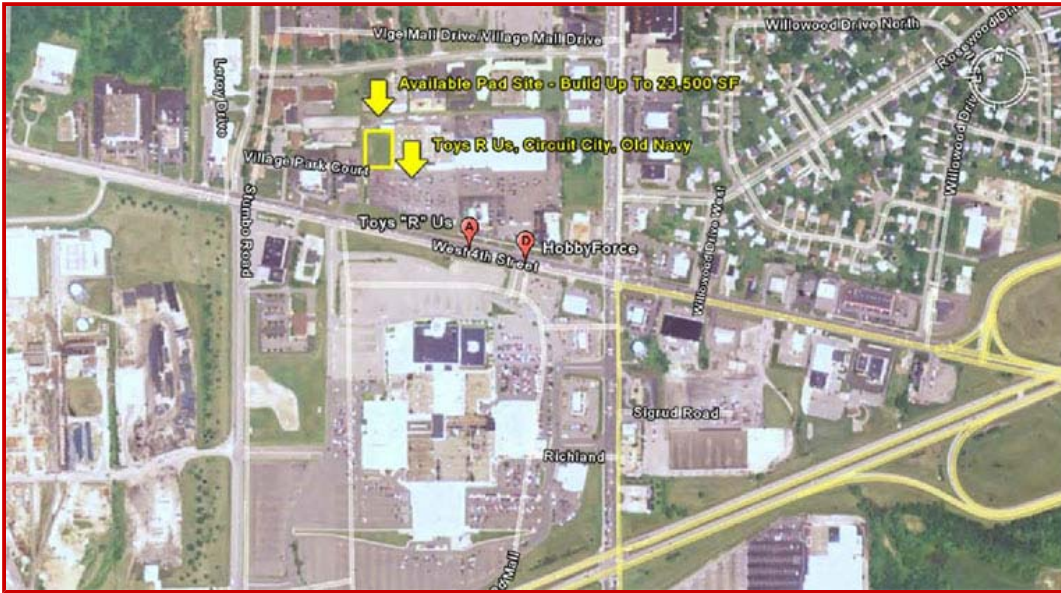 Vige Mall Drive/Village Mall Drive
Willowood Drive North
Rosewood Drive
N
Leroy Drive
Available Pad Site - Build Up To 23,500 SF
Toys R Us, Circuit City, Old Navy
Village Park Court
Willowood Drive
Stumbo Road
Toys "R" Us
A
West 4th Street
D
HobbyForce
Willowood Drive West
Sigrud Road
Richland
Mall